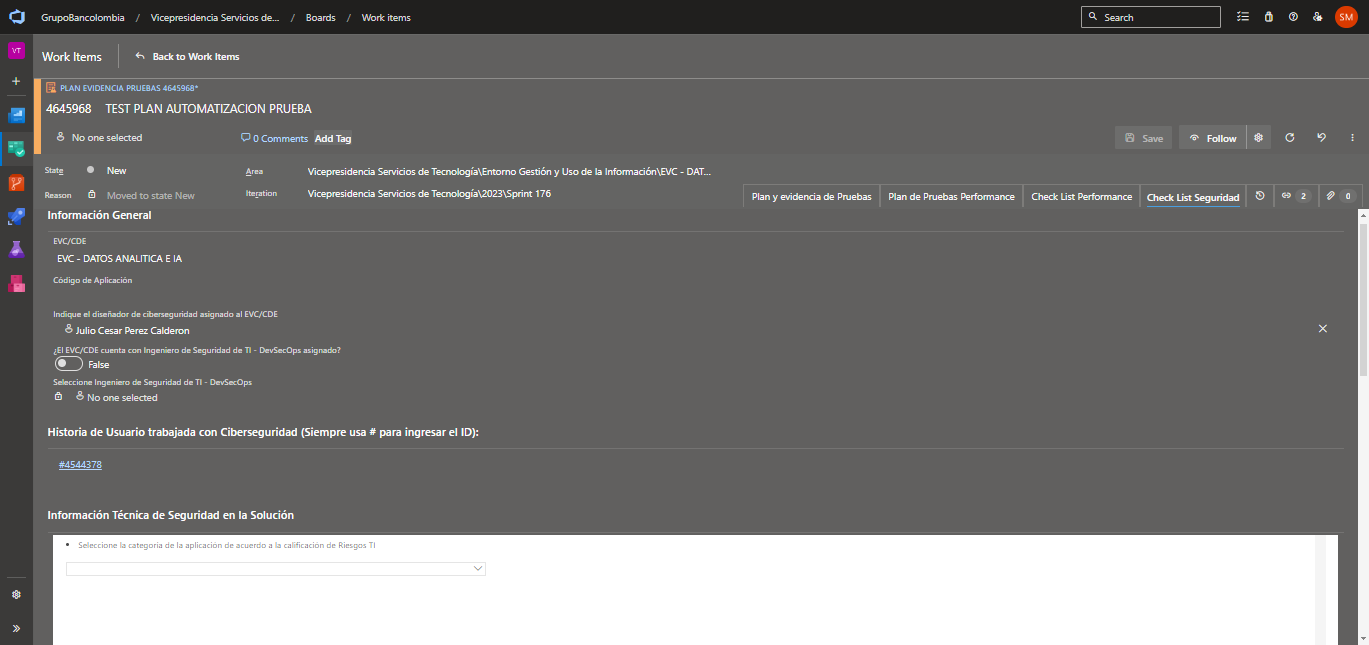 GrupoBancolombia / Vicepresidencia Servicios de... / Boards / Work items
Search
SM
VT
Work Items
Back to Work Items
PLAN EVIDENCIA PRUEBAS 4645968*
4645968 TEST PLAN AUTOMATIZACION PRUEBA
No one selected
0 Comments
Add Tag
Save
Follow
State
New
Area
Vicepresidencia Servicios de Tecnología\Entorno Gestión y Uso de la Información\EVC - DAT...
Reason
Moved to state New
Iteration
Vicepresidencia Servicios de Tecnología\2023\Sprint 176
Plan y evidencia de Pruebas
Plan de Pruebas Performance
Check List Performance
Check List Seguridad
2
0
Información General
EVC/CDE
EVC - DATOS ANALITICA E IA
Código de Aplicación
Indique el diseñador de ciberseguridad asignado al EVC/CDE
Julio Cesar Perez Calderon
¿El EVC/CDE cuenta con Ingeniero de Seguridad de TI - DevSecOps asignado?
False
Seleccione Ingeniero de Seguridad de TI - DevSecOps
No one selected
Historia de Usuario trabajada con Ciberseguridad (Siempre usa # para ingresar el ID):
#4544378
Información Técnica de Seguridad en la Solución
• Seleccione la categoría de la aplicación de acuerdo a la calificación de Riesgos TI